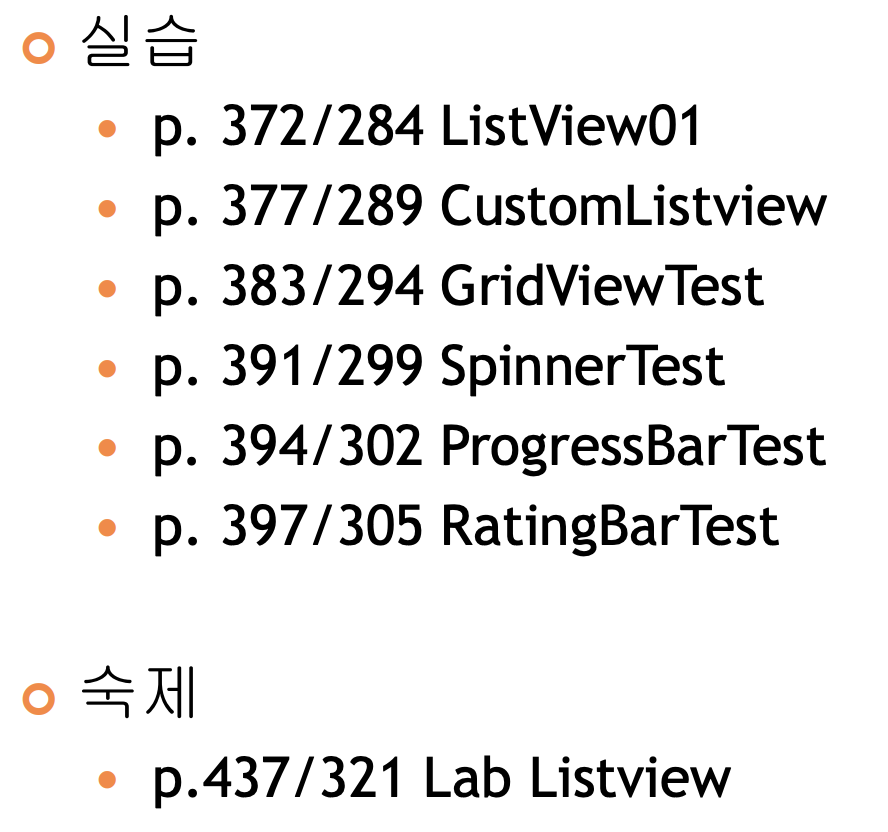 실습
p. 372/284 ListView01
p. 377/289 CustomListview
p. 383/294 GridViewTest
p. 391/299 SpinnerTest
p. 394/302 ProgressBarTest
p. 397/305 RatingBarTest
숙제
p.437/321 Lab Listview